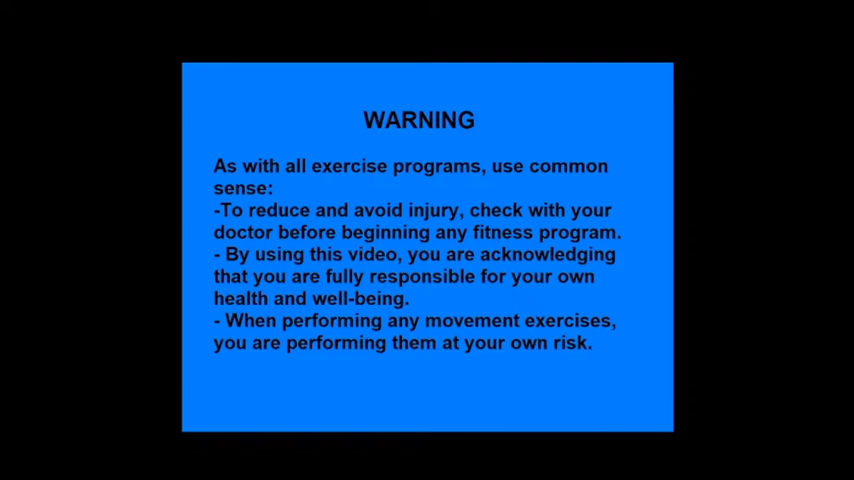 WARNING
As with all exercise programs, use common
sense:
-To reduce and avoid injury, check with your
doctor before beginning any fitness program.
- By using this video, you are acknowledging
that you are fully responsible for your own
health and well-being.
- When performing any movement exercises,
you are performing them at your own risk.